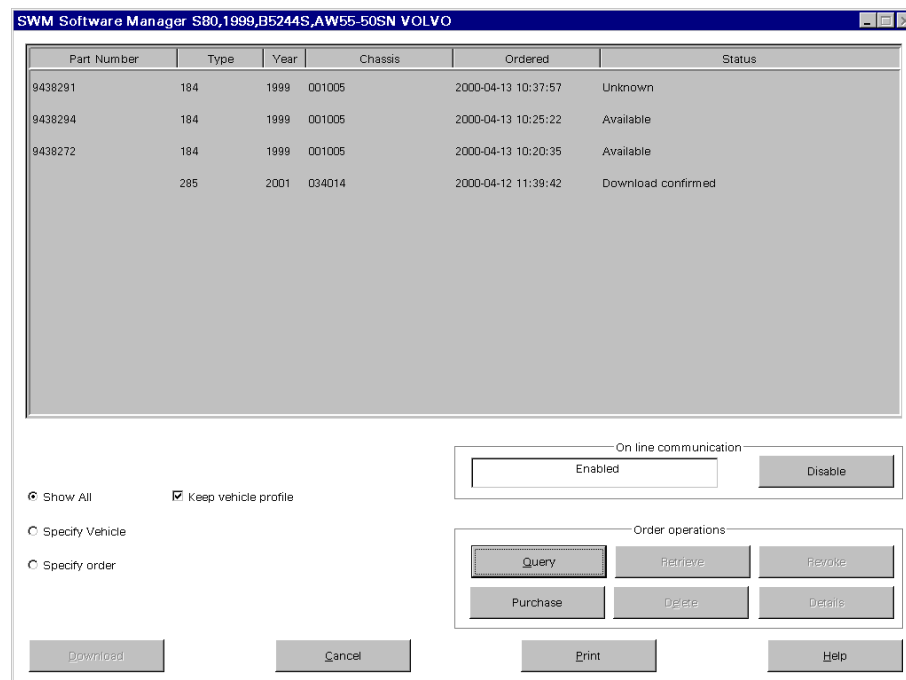 SWM Software Manager S80,1999,B5244S,AW55-50SN VOLVO
Part Number Type Year Chassis Ordered Status
9438291 184 1999 001005 2000-04-13 10:37:57 Unknown
9438294 184 1999 001005 2000-04-13 10:25:22 Available
9438272 184 1999 001005 2000-04-13 10:20:35 Available
285 2001 034014 2000-04-12 11:39:42 Download confirmed
On line communication
Enabled Disable
Show All Keep vehicle profile
Specify Vehicle
Order operations
Specify order
Query Retrieve Revoke
Purchase Delete Details
Download Cancel Print Help